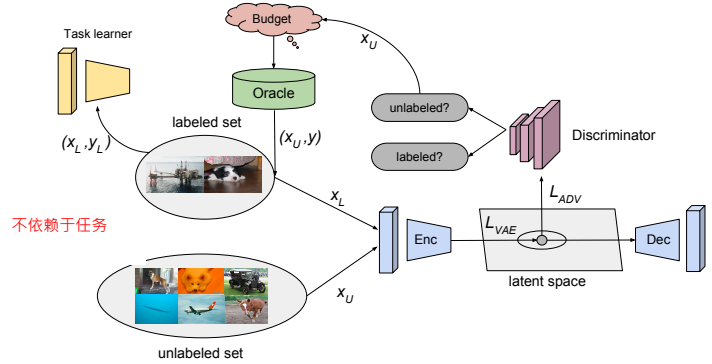 Budget
Task learner
x_U
Oracle
unlabeled?
labeled set
(x_U,y)
Discriminator
(x_L,y_L)
labeled?
x_L
L_ADV
不依赖于任务
L_VAE
Enc
Dec
latent space
x_U
unlabeled set